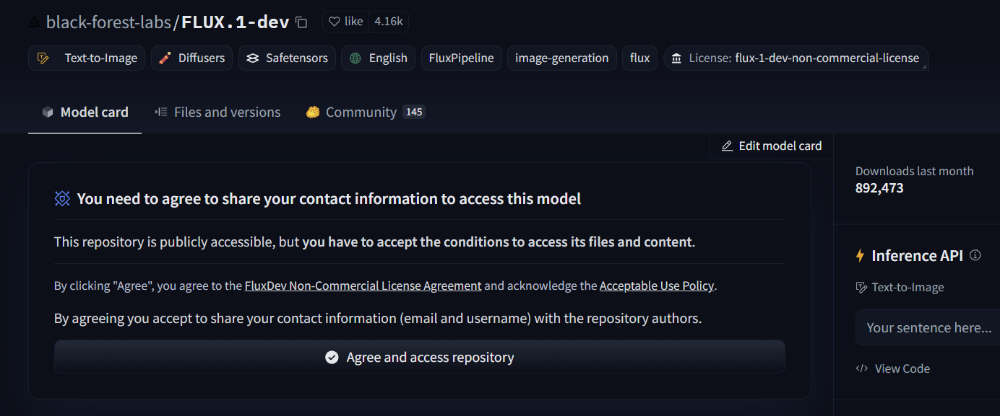 black-forest-labs/FLUX.1-dev like 4.16k
Text-to-Image Diffusers Safetensors English FluxPipeline image-generation flux License: flux-1-dev-non-commercial-license
Model card Files and versions Community 145
Edit model card
You need to agree to share your contact information to access this model
This repository is publicly accessible, but you have to accept the conditions to access its files and content.
By clicking "Agree", you agree to the FluxDev Non-Commercial License Agreement and acknowledge the Acceptable Use Policy.
By agreeing you accept to share your contact information (email and username) with the repository authors.
Agree and access repository
Downloads last month
892,473
Inference API
Text-to-Image
Your sentence here...
View Code